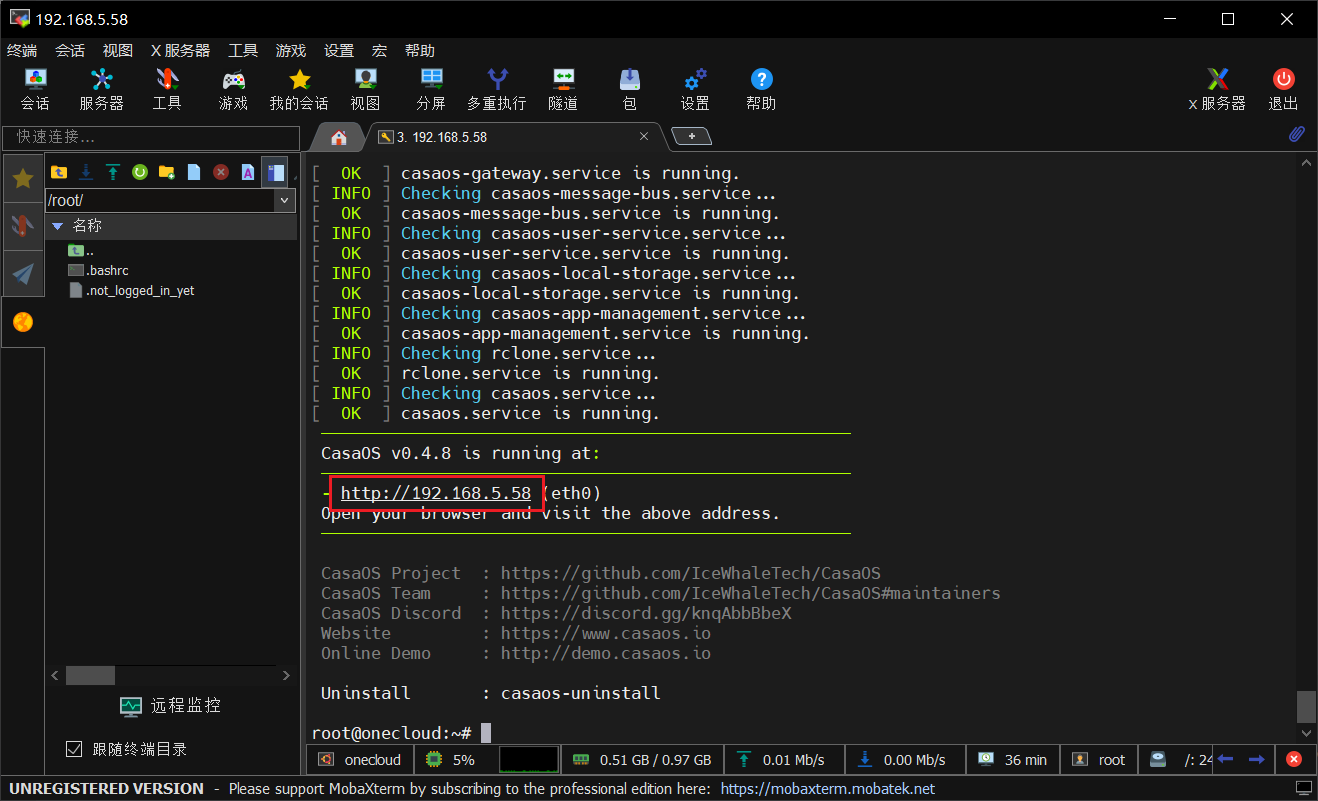 192.168.5.58
终端 会话 视图 X 服务器 工具 游戏 设置 宏 帮助
会话 服务器 工具 游戏 我的会话 视图 分屏 多重执行 隧道 包 设置 帮助 X 服务器 退出
快速连接...
3. 192.168.5.58
/root/
名称
..
.bashrc
.not_logged_in_yet
远程监控
跟随终端目录
[ OK ] casaos-gateway.service is running.
[ INFO ] Checking casaos-message-bus.service...
[ OK ] casaos-message-bus.service is running.
[ INFO ] Checking casaos-user-service.service...
[ OK ] casaos-user-service.service is running.
[ INFO ] Checking casaos-local-storage.service...
[ OK ] casaos-local-storage.service is running.
[ INFO ] Checking casaos-app-management.service...
[ OK ] casaos-app-management.service is running.
[ INFO ] Checking rclone.service...
[ OK ] rclone.service is running.
[ INFO ] Checking casaos.service...
[ OK ] casaos.service is running.
CasaOS v0.4.8 is running at:
- http://192.168.5.58 (eth0)
Open your browser and visit the above address.
CasaOS Project : https://github.com/IceWhaleTech/CasaOS
CasaOS Team : https://github.com/IceWhaleTech/CasaOS#maintainers
CasaOS Discord : https://discord.gg/knqAbbBbeX
Website : https://www.casaos.io
Online Demo : http://demo.casaos.io
Uninstall : casaos-uninstall
root@onecloud:~#
onecloud 5% 0.51 GB / 0.97 GB 0.01 Mb/s 0.00 Mb/s 36 min root /: 24
UNREGISTERED VERSION - Please support MobaXterm by subscribing to the professional edition here: https://mobaxterm.mobatek.net